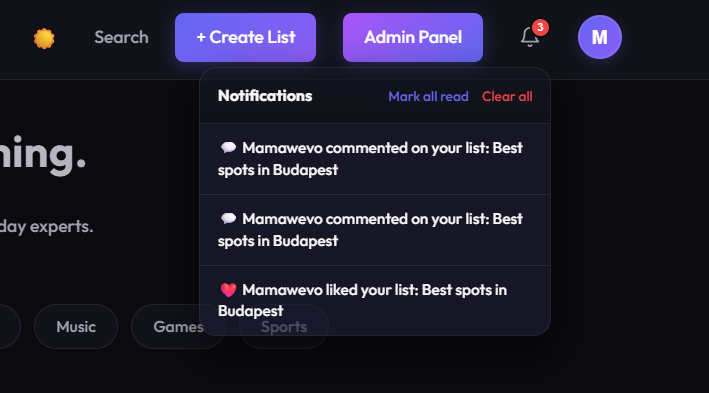 Search
+ Create List
Admin Panel
3
M
Notifications
Mark all read
Clear all
ning.
💬 Mamawevo commented on your list: Best
spots in Budapest
day experts.
💬 Mamawevo commented on your list: Best
spots in Budapest
💖 Mamawevo liked your list: Best spots in
Budapest
Music
Games
Sports